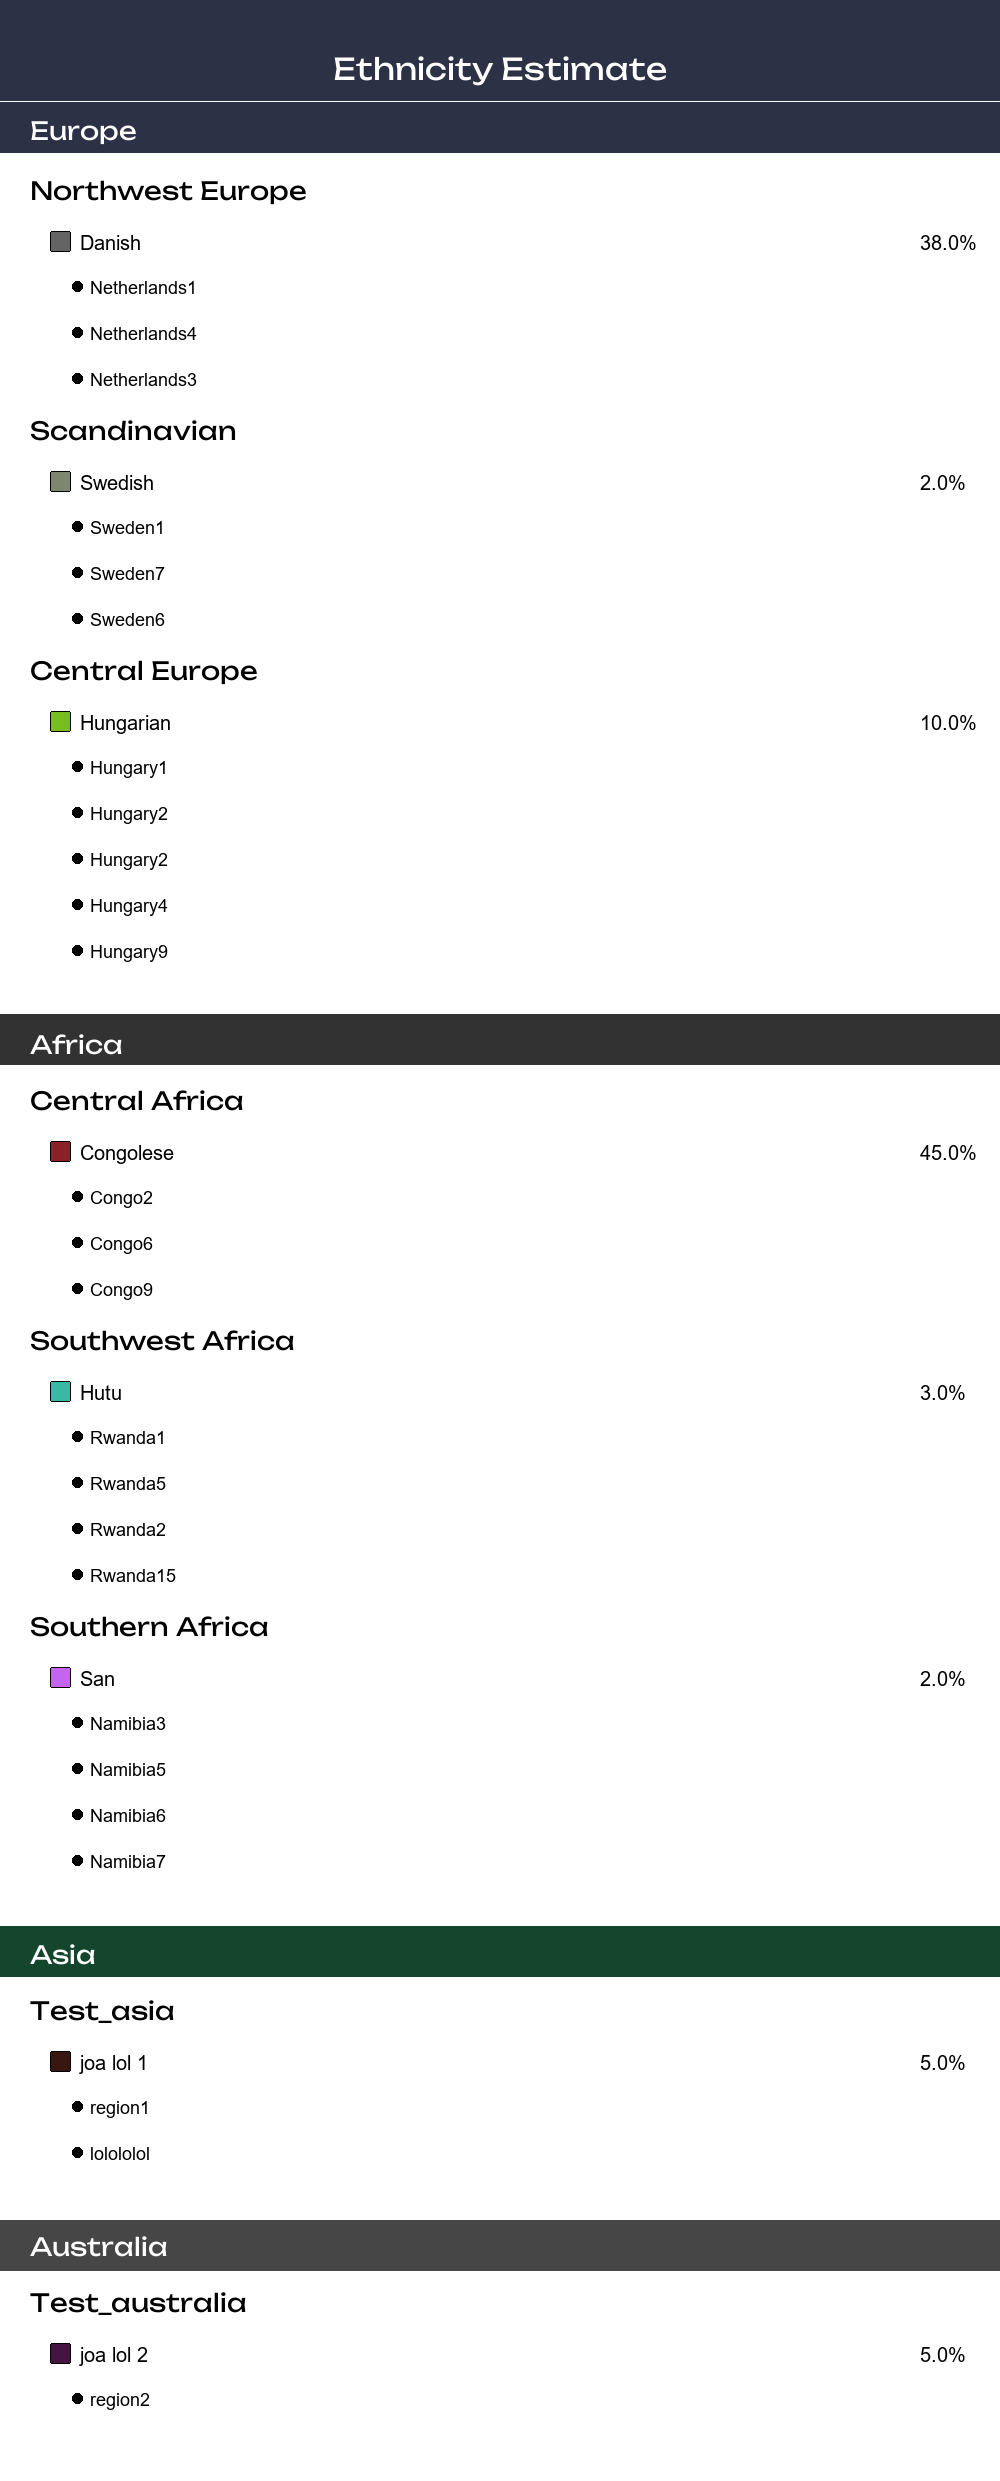 Ethnicity Estimate
Europe
Northwest Europe
Danish 38.0%
Netherlands1
Netherlands4
Netherlands3
Scandinavian
Swedish 2.0%
Sweden1
Sweden7
Sweden6
Central Europe
Hungarian 10.0%
Hungary1
Hungary2
Hungary2
Hungary4
Hungary9
Africa
Central Africa
Congolese 45.0%
Congo2
Congo6
Congo9
Southwest Africa
Hutu 3.0%
Rwanda1
Rwanda5
Rwanda2
Rwanda15
Southern Africa
San 2.0%
Namibia3
Namibia5
Namibia6
Namibia7
Asia
Test_asia
joa lol 1 5.0%
region1
lolololol
Australia
Test_australia
joa lol 2 5.0%
region2